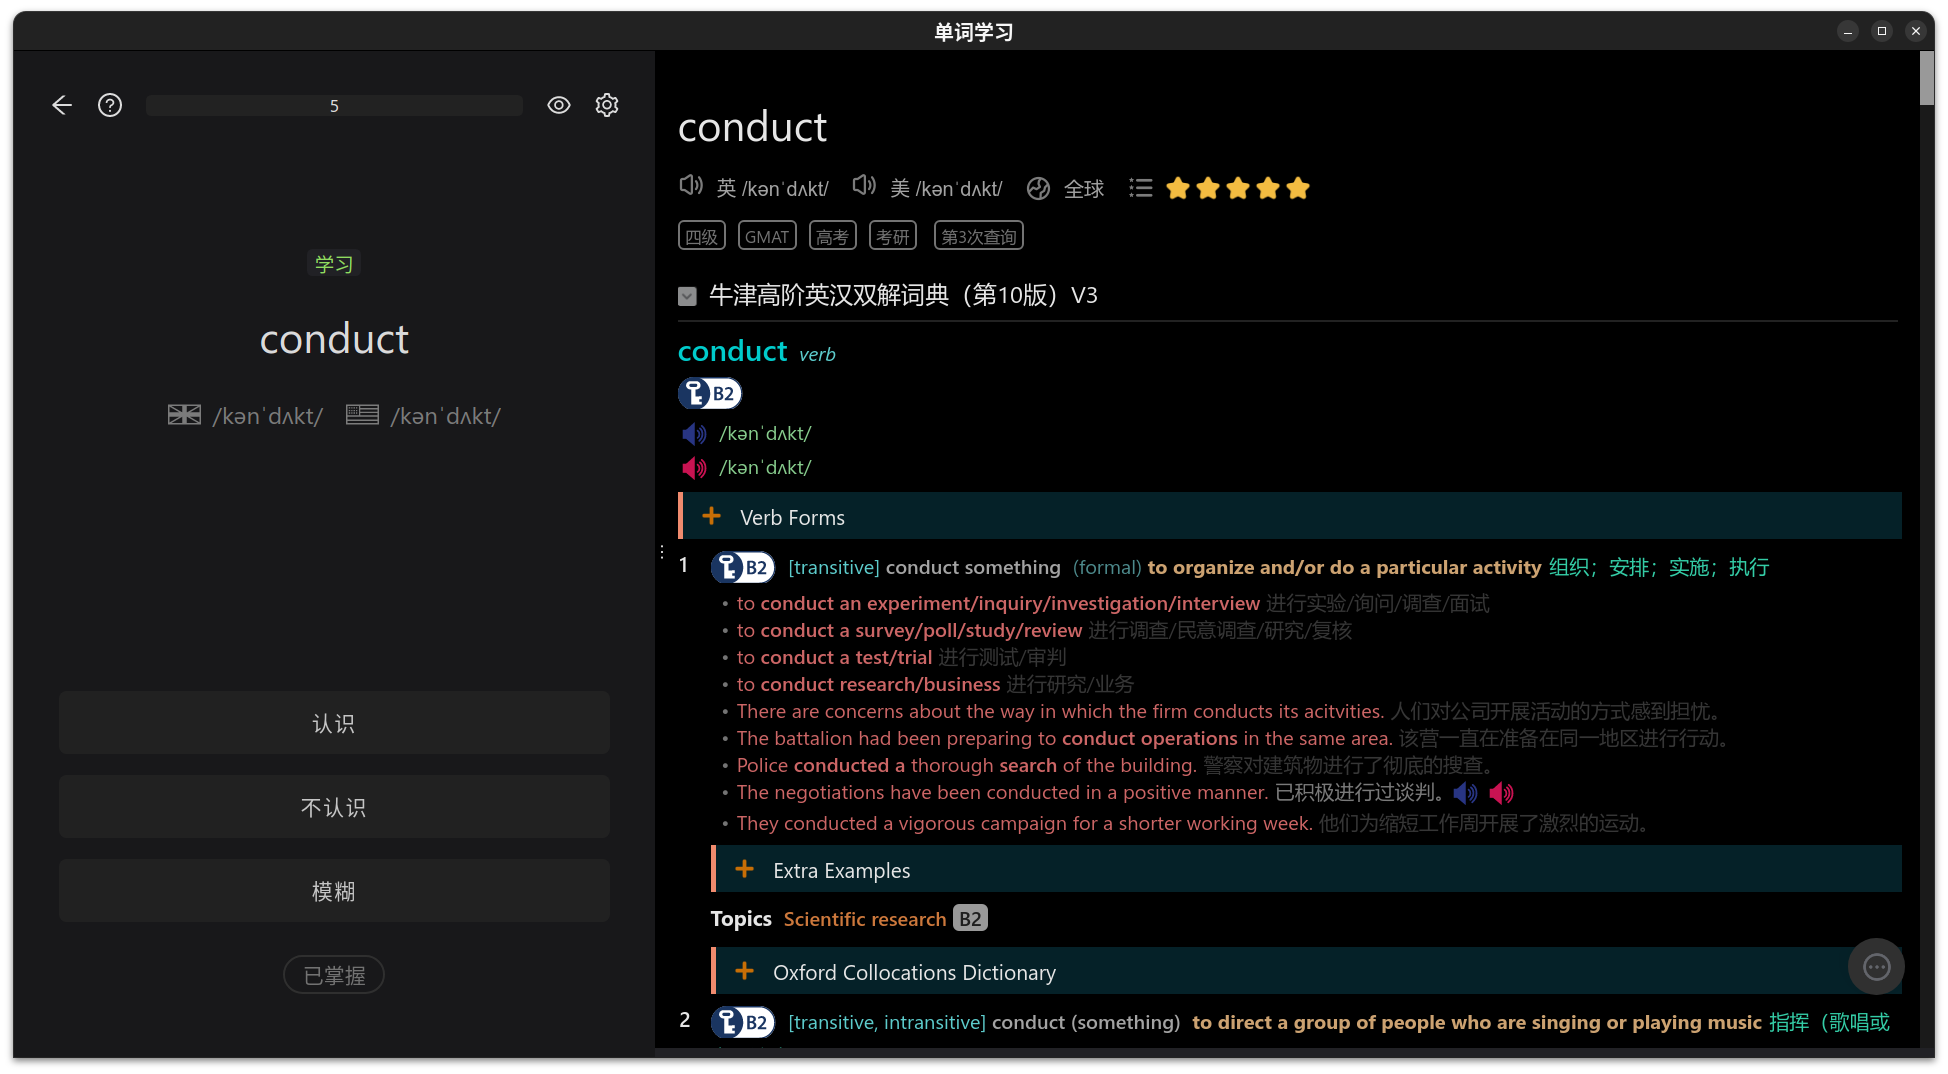 单词学习
5
学习
conduct
/kənˈdʌkt/ /kənˈdʌkt/
认识
不认识
模糊
已掌握
conduct
英 /kənˈdʌkt/ 美 /kənˈdʌkt/ 全球
四级 GMAT 高考 考研 第3次查询
牛津高阶英汉双解词典（第10版）V3
conduct verb
B2
/kənˈdʌkt/
/kənˈdʌkt/
Verb Forms
1 B2 [transitive] conduct something (formal) to organize and/or do a particular activity 组织；安排；实施；执行
• to conduct an experiment/inquiry/investigation/interview 进行实验/询问/调查/面试
• to conduct a survey/poll/study/review 进行调查/民意调查/研究/复核
• to conduct a test/trial 进行测试/审判
• to conduct research/business 进行研究/业务
• There are concerns about the way in which the firm conducts its acitvities. 人们对公司开展活动的方式感到担忧。
• The battalion had been preparing to conduct operations in the same area. 该营一直在准备在同一地区进行行动。
• Police conducted a thorough search of the building. 警察对建筑物进行了彻底的搜查。
• The negotiations have been conducted in a positive manner. 已积极进行过谈判。
• They conducted a vigorous campaign for a shorter working week. 他们为缩短工作周开展了激烈的运动。
Extra Examples
Topics Scientific research B2
Oxford Collocations Dictionary
2 B2 [transitive, intransitive] conduct (something) to direct a group of people who are singing or playing music 指挥（歌唱或